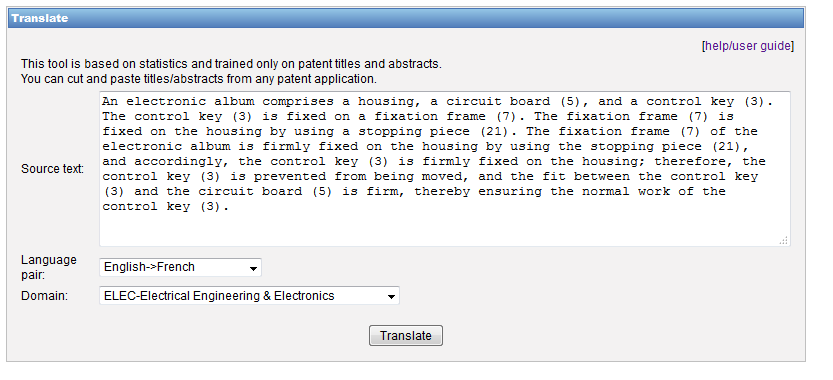 Translate
[help/user guide]
This tool is based on statistics and trained only on patent titles and abstracts.
You can cut and paste titles/abstracts from any patent application.
Source text:
An electronic album comprises a housing, a circuit board (5), and a control key (3).
The control key (3) is fixed on a fixation frame (7). The fixation frame (7) is
fixed on the housing by using a stopping piece (21). The fixation frame (7) of the
electronic album is firmly fixed on the housing by using the stopping piece (21),
and accordingly, the control key (3) is firmly fixed on the housing; therefore, the
control key (3) is prevented from being moved, and the fit between the control key
(3) and the circuit board (5) is firm, thereby ensuring the normal work of the
control key (3).
Language
pair:
English->French
Domain:
ELEC-Electrical Engineering & Electronics
Translate